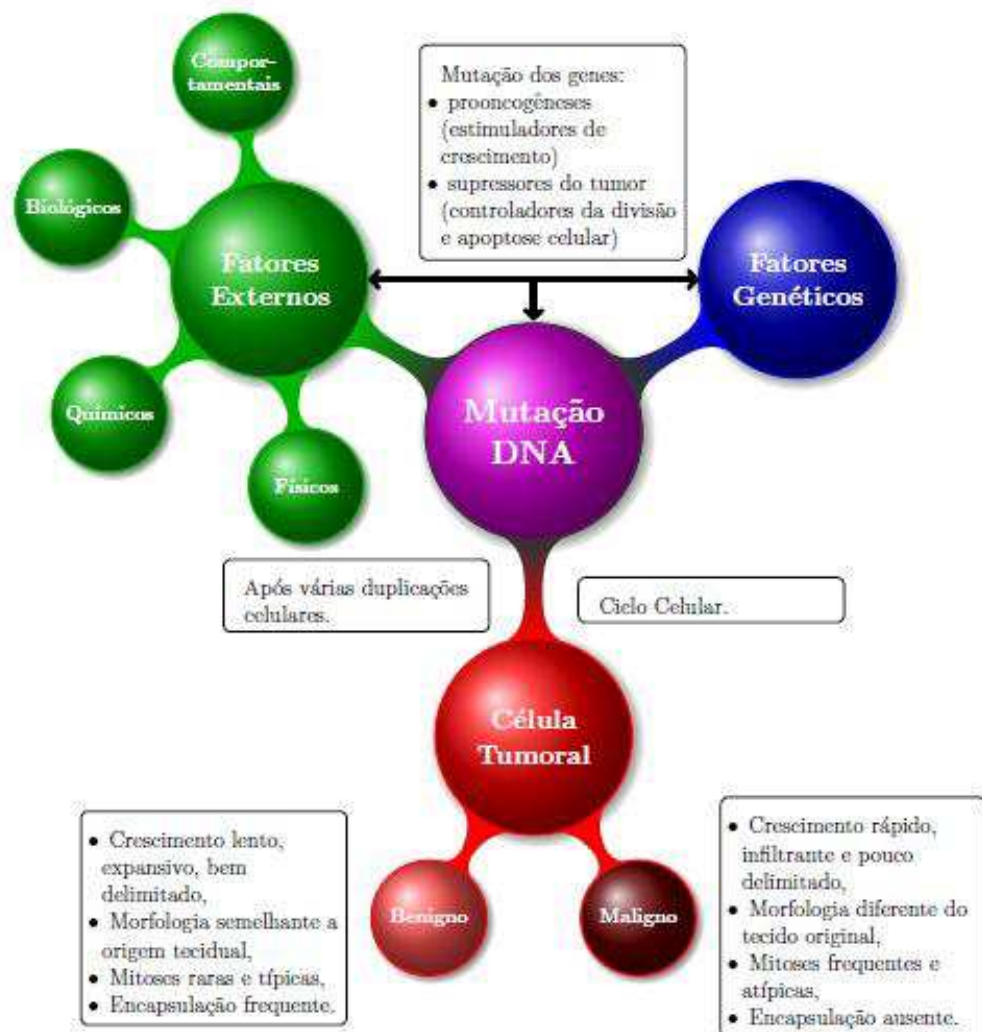 Compor-
tamentais
Mutação dos genes:
• prooncogêneses
(estimuladores de
crescimento)
• supressores do tumor
(controladores da divisão
e apoptose celular)
Biológicos
Fatores
Externos
Fatores
Genéticos
Químicos
Físicos
Mutação
DNA
Após várias duplicações
celulares.
Ciclo Celular.
Célula
Tumoral
• Crescimento lento,
expansivo, bem
delimitado,
• Morfologia semelhante a
origem tecidual,
• Mitoses raras e típicas,
• Encapsulação frequente.
Benigno
Maligno
• Crescimento rápido,
infiltrante e pouco
delimitado,
• Morfologia diferente do
tecido original,
• Mitoses frequentes e
atípicas,
• Encapsulação ausente.